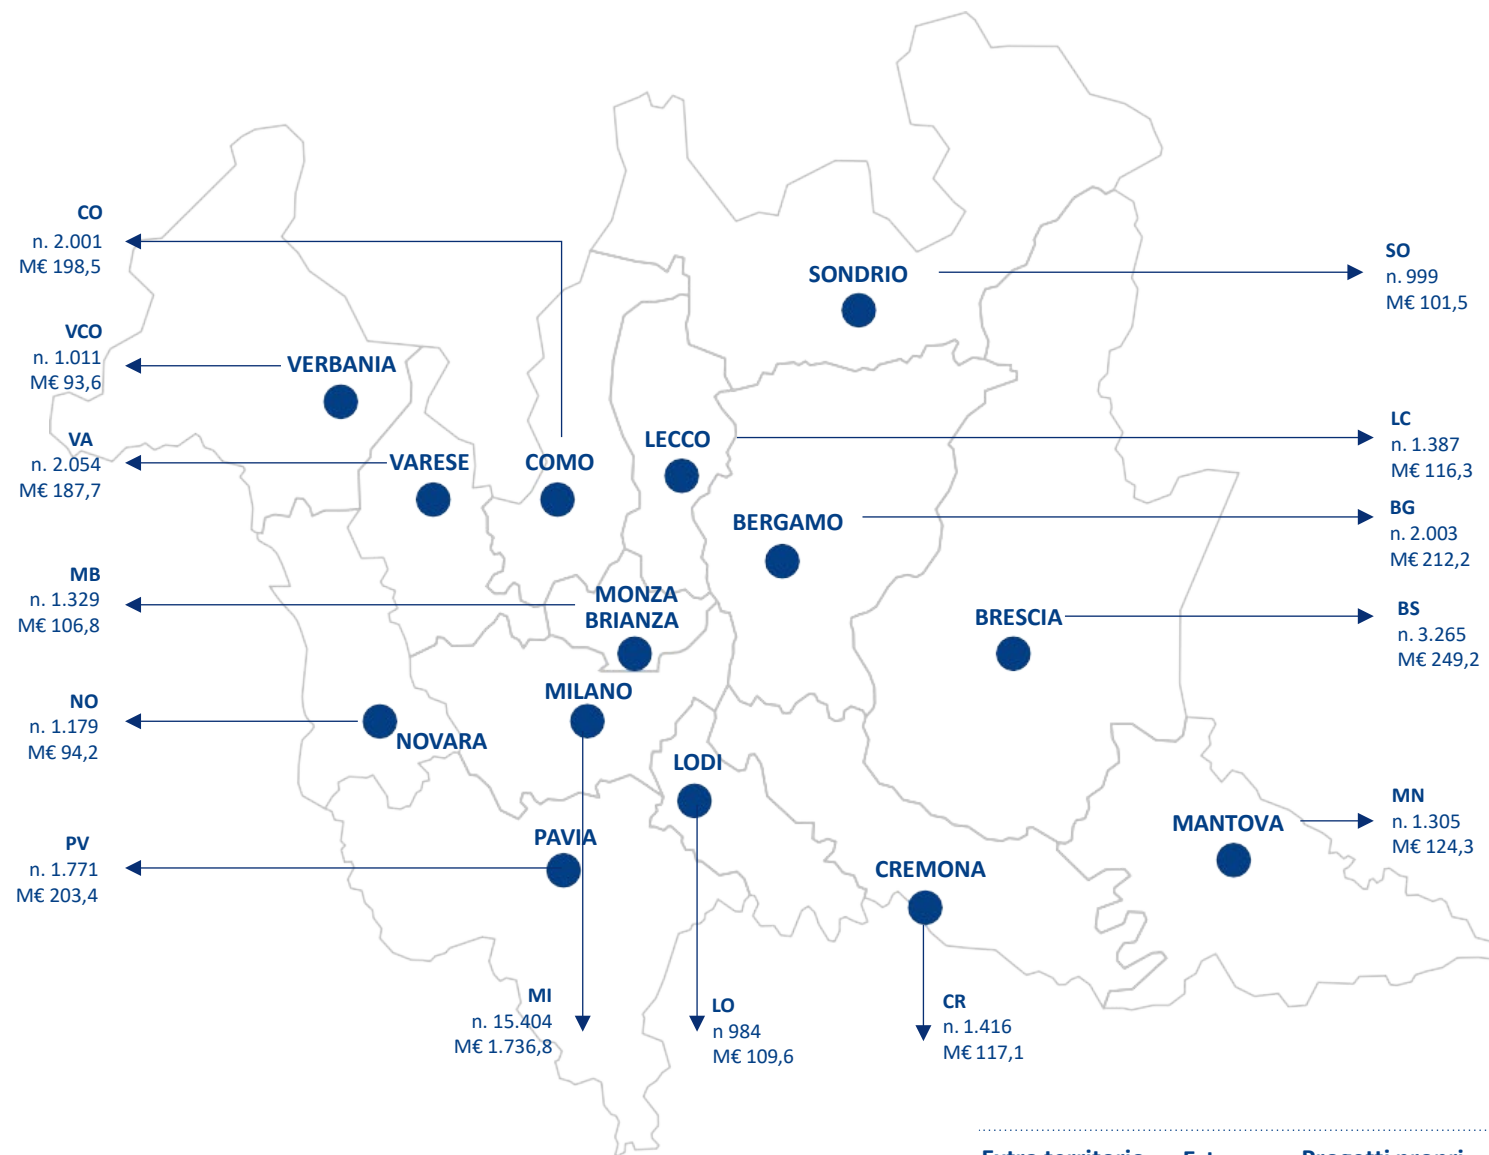 CO
n. 2.001
M€ 198,5
VCO
n. 1.011
M€ 93,6
VA
n. 2.054
M€ 187,7
MB
n. 1.329
M€ 106,8
NO
n. 1.179
M€ 94,2
PV
n. 1.771
M€ 203,4
SONDRIO
VERBANIA
LECCO
VARESE
COMO
BERGAMO
MONZA
BRIANZA
BRESCIA
MILANO
NOVARA
LODI
MANTOVA
PAVIA
CREMONA
SO
n. 999
M€ 101,5
LC
n. 1.387
M€ 116,3
BG
n. 2.003
M€ 212,2
BS
n. 3.265
M€ 249,2
MN
n. 1.305
M€ 124,3
MI
n. 15.404
M€ 1.736,8
LO
n 984
M€ 109,6
CR
n. 1.416
M€ 117,1
Extra territorio Progetti propri